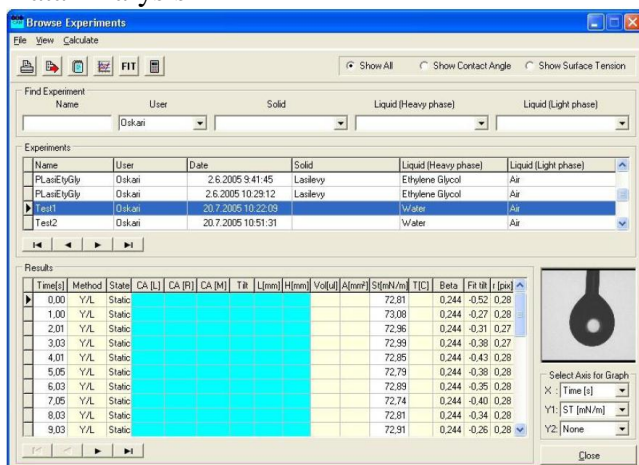 Browse Experiments
File View Calculate
FIT Show All Show Contact Angle Show Surface Tension
Find Experiment
Name User Solid Liquid (Heavy phase) Liquid (Light phase)
Oskari
Experiments
Name User Date Solid Liquid (Heavy phase) Liquid (Light phase)
PLasiEtyGly Oskari 2.6.2005 9:41:45 Lasilevy Ethylene Glycol Air
PLasiEtyGly Oskari 2.6.2005 10:29:12 Lasilevy Ethylene Glycol Air
Test1 Oskari 20.7.2005 10:22:09 Water Air
Test2 Oskari 20.7.2005 10:51:31 Water Air
Results
Time[s] Method State CA [L] CA [R] CA [M] Tilt L[mm] H[mm] Vol[ul] A[mm²] St[mN/m] T[C] Beta Fit tilt r [pix]
0,00 Y/L Static 72,81 0,244 -0,52 0,28
1,00 Y/L Static 73,08 0,244 -0,27 0,28
2,01 Y/L Static 72,96 0,244 -0,31 0,27
3,03 Y/L Static 72,99 0,244 -0,38 0,27
4,01 Y/L Static 72,85 0,244 -0,43 0,28
5,05 Y/L Static 72,79 0,244 -0,38 0,28
6,03 Y/L Static 72,89 0,244 -0,35 0,28
7,05 Y/L Static 72,74 0,244 -0,40 0,28
8,03 Y/L Static 72,81 0,244 -0,34 0,28
9,03 Y/L Static 72,91 0,244 -0,26 0,28
Select Axis for Graph
X : Time [s]
Y1: ST [mN/m]
Y2: None
Close